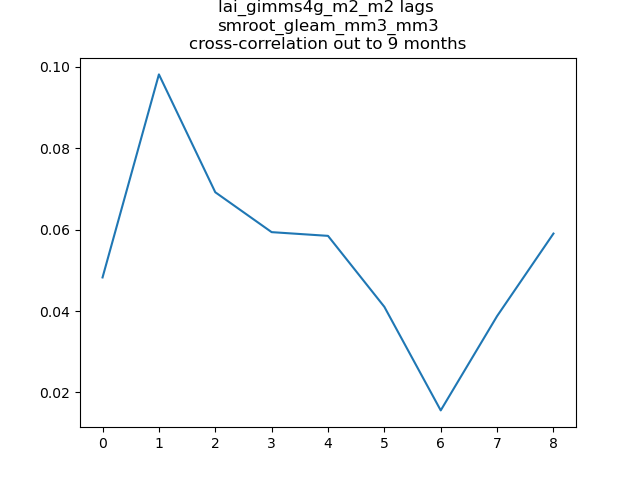 lai_gimms4g_m2_m2 lags
smroot_gleam_mm3_mm3
cross-correlation out to 9 months
0.10
0.08
0.06
0.04
0.02
0 1 2 3 4 5 6 7 8